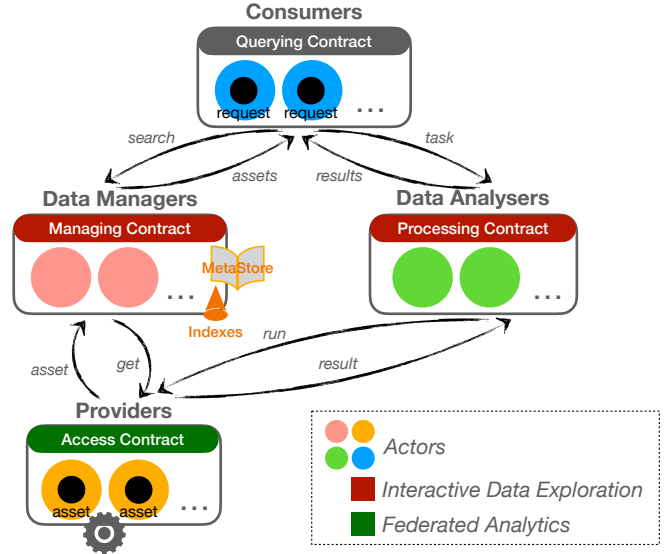 Consumers
Querying Contract
request
request
...
search
assets
results
task
Data Managers
Data Analysers
Managing Contract
Processing Contract
MetaStore
...
...
Indexes
run
result
asset
get
Providers
Access Contract
asset
asset
...
Actors
Interactive Data Exploration
Federated Analytics